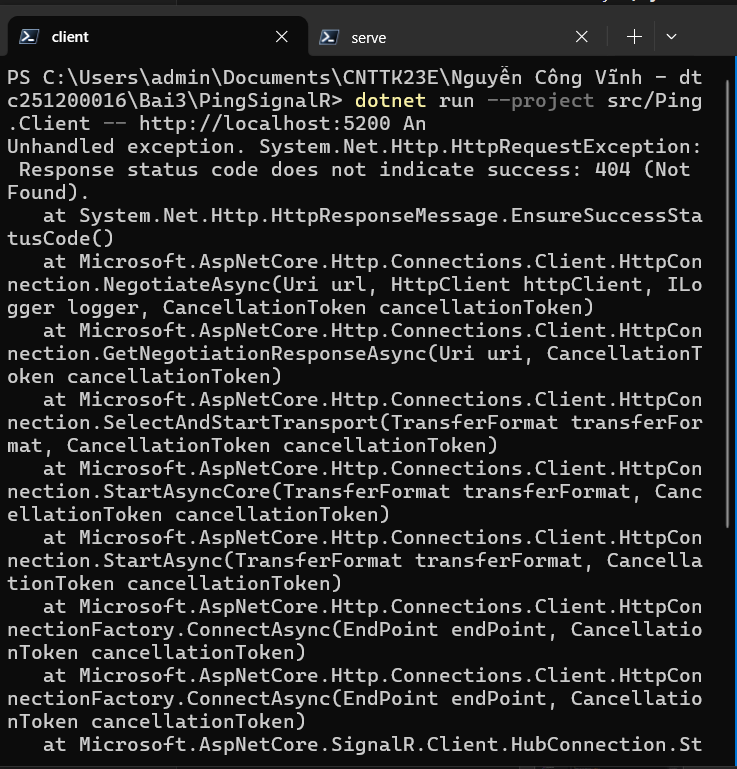 client
serve
PS C:\Users\admin\Documents\CNTTK23E\Nguyễn Công Vĩnh - dt
c251200016\Bai3\PingSignalR> dotnet run --project src/Ping
.Client -- http://localhost:5200 An
Unhandled exception. System.Net.Http.HttpRequestException:
 Response status code does not indicate success: 404 (Not
Found).
   at System.Net.Http.HttpResponseMessage.EnsureSuccessSta
tusCode()
   at Microsoft.AspNetCore.Http.Connections.Client.HttpCon
nection.NegotiateAsync(Uri url, HttpClient httpClient, ILo
gger logger, CancellationToken cancellationToken)
   at Microsoft.AspNetCore.Http.Connections.Client.HttpCon
nection.GetNegotiationResponseAsync(Uri uri, CancellationT
oken cancellationToken)
   at Microsoft.AspNetCore.Http.Connections.Client.HttpCon
nection.SelectAndStartTransport(TransferFormat transferFor
mat, CancellationToken cancellationToken)
   at Microsoft.AspNetCore.Http.Connections.Client.HttpCon
nection.StartAsyncCore(TransferFormat transferFormat, Canc
ellationToken cancellationToken)
   at Microsoft.AspNetCore.Http.Connections.Client.HttpCon
nection.StartAsync(TransferFormat transferFormat, Cancella
tionToken cancellationToken)
   at Microsoft.AspNetCore.Http.Connections.Client.HttpCon
nectionFactory.ConnectAsync(EndPoint endPoint, Cancellatio
nToken cancellationToken)
   at Microsoft.AspNetCore.Http.Connections.Client.HttpCon
nectionFactory.ConnectAsync(EndPoint endPoint, Cancellatio
nToken cancellationToken)
   at Microsoft.AspNetCore.SignalR.Client.HubConnection.St